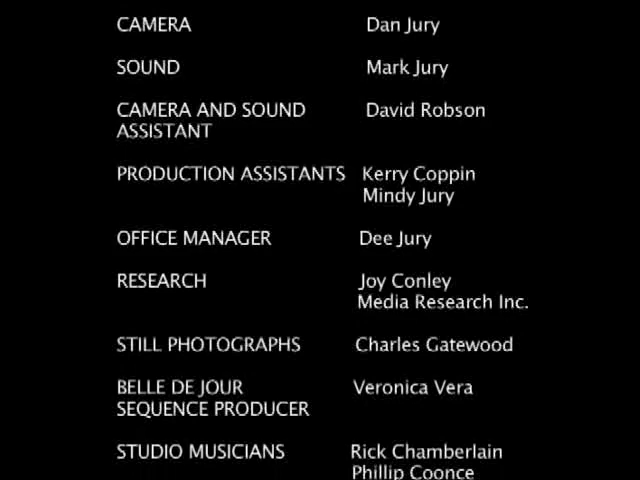 CAMERA Dan Jury
SOUND Mark Jury
CAMERA AND SOUND David Robson
ASSISTANT
PRODUCTION ASSISTANTS Kerry Coppin
Mindy Jury
OFFICE MANAGER Dee Jury
RESEARCH Joy Conley
Media Research Inc.
STILL PHOTOGRAPHS Charles Gatewood
BELLE DE JOUR Veronica Vera
SEQUENCE PRODUCER
STUDIO MUSICIANS Rick Chamberlain
Phillip Coonce